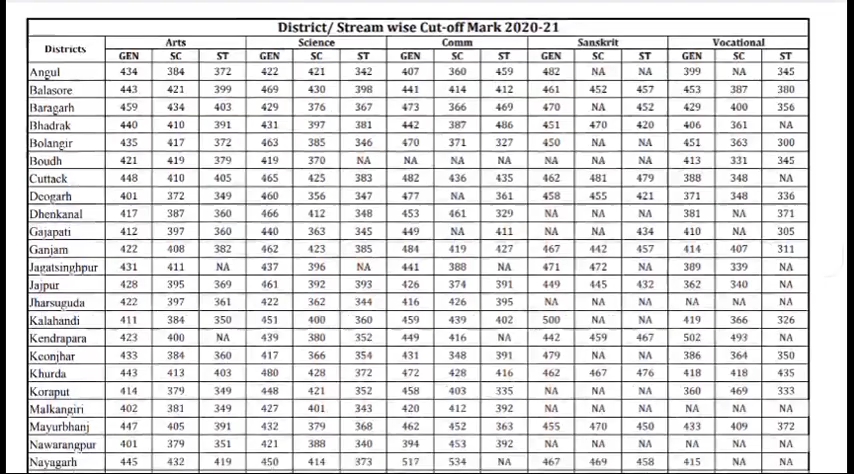 District/ Stream wise Cut-off Mark 2020-21
Districts Arts Science Comm Sanskrit Vocational
GEN SC ST GEN SC ST GEN SC ST GEN SC ST GEN SC ST
Angul 434 384 372 422 421 342 407 360 459 482 NA NA 399 NA 345
Balasore 443 421 399 469 430 398 441 414 412 461 452 457 453 387 380
Baragarh 459 434 403 429 376 367 473 366 469 470 NA 452 429 400 356
Bhadrak 440 410 391 431 397 381 442 387 486 451 470 420 406 361 NA
Bolangir 435 417 372 463 385 346 470 371 327 450 NA NA 451 363 300
Boudh 421 419 379 419 370 NA NA NA NA NA NA NA 413 331 345
Cuttack 448 410 405 465 425 383 482 436 435 462 481 479 388 348 NA
Deogarh 401 372 349 460 356 347 477 NA 361 458 455 421 371 348 336
Dhenkanal 417 387 360 466 412 348 453 461 329 NA NA NA 381 NA 371
Gajapati 412 397 360 440 363 345 449 NA 411 NA NA 434 410 NA 305
Ganjam 422 408 382 462 423 385 484 419 427 467 442 457 414 407 311
Jagatsinghpur 431 411 NA 437 396 NA 441 388 NA 471 472 NA 389 339 NA
Jajpur 428 395 369 461 392 393 426 374 391 449 445 432 362 340 NA
Jharsuguda 422 397 361 422 362 344 416 426 395 NA NA NA NA NA NA
Kalahandi 411 384 350 451 400 360 459 439 402 500 NA NA 419 366 326
Kendrapara 423 400 NA 439 380 352 449 416 NA 442 459 467 502 493 NA
Keonjhar 433 384 360 417 366 354 431 348 391 479 NA NA 386 364 350
Khurda 443 413 403 480 428 372 472 428 416 462 467 476 418 418 435
Koraput 414 379 349 448 421 352 458 403 335 NA NA NA 360 469 333
Malkangiri 402 381 349 427 401 343 420 412 392 NA NA NA NA NA NA
Mayurbhanj 447 405 391 432 379 368 462 452 363 455 470 450 433 409 372
Nawarangpur 401 379 351 421 388 340 394 453 392 NA NA NA NA NA NA
Nayagarh 445 432 419 450 414 373 517 534 NA 467 469 458 415 NA NA